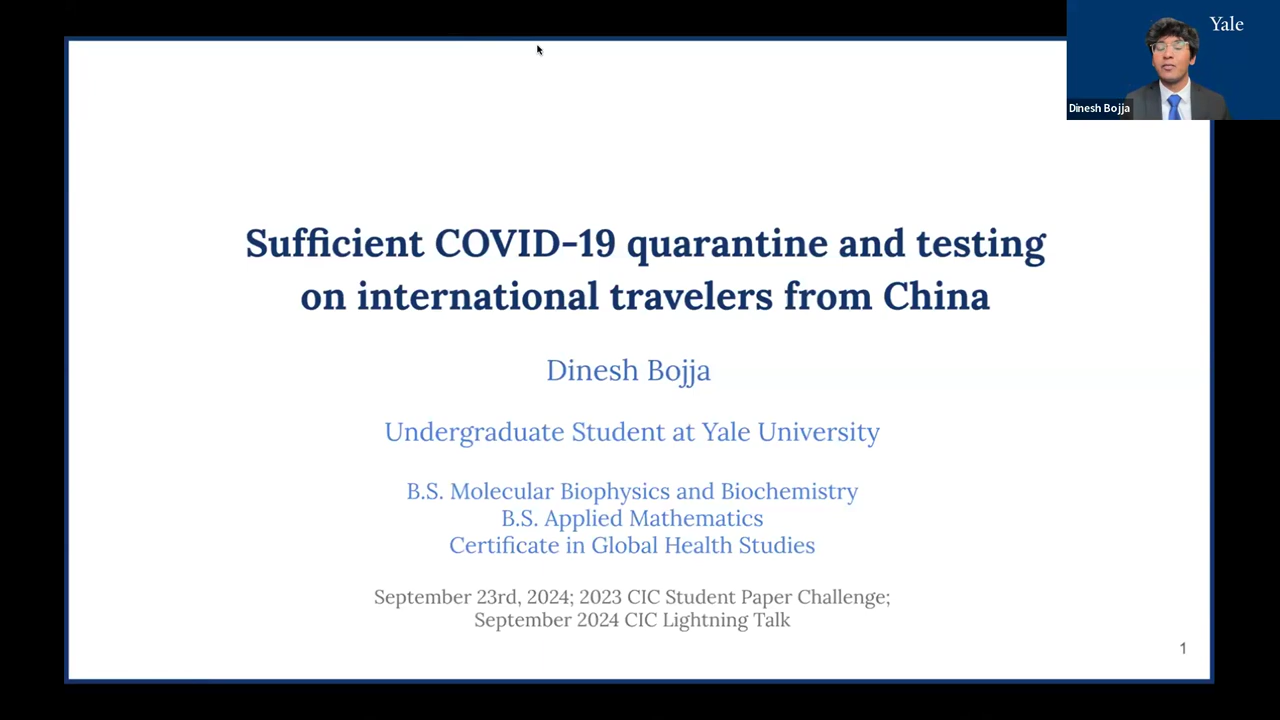 Yale
Dinesh Bojja
Sufficient COVID-19 quarantine and testing
on international travelers from China
Dinesh Bojja
Undergraduate Student at Yale University
B.S. Molecular Biophysics and Biochemistry
B.S. Applied Mathematics
Certificate in Global Health Studies
September 23rd, 2024; 2023 CIC Student Paper Challenge;
September 2024 CIC Lightning Talk
1